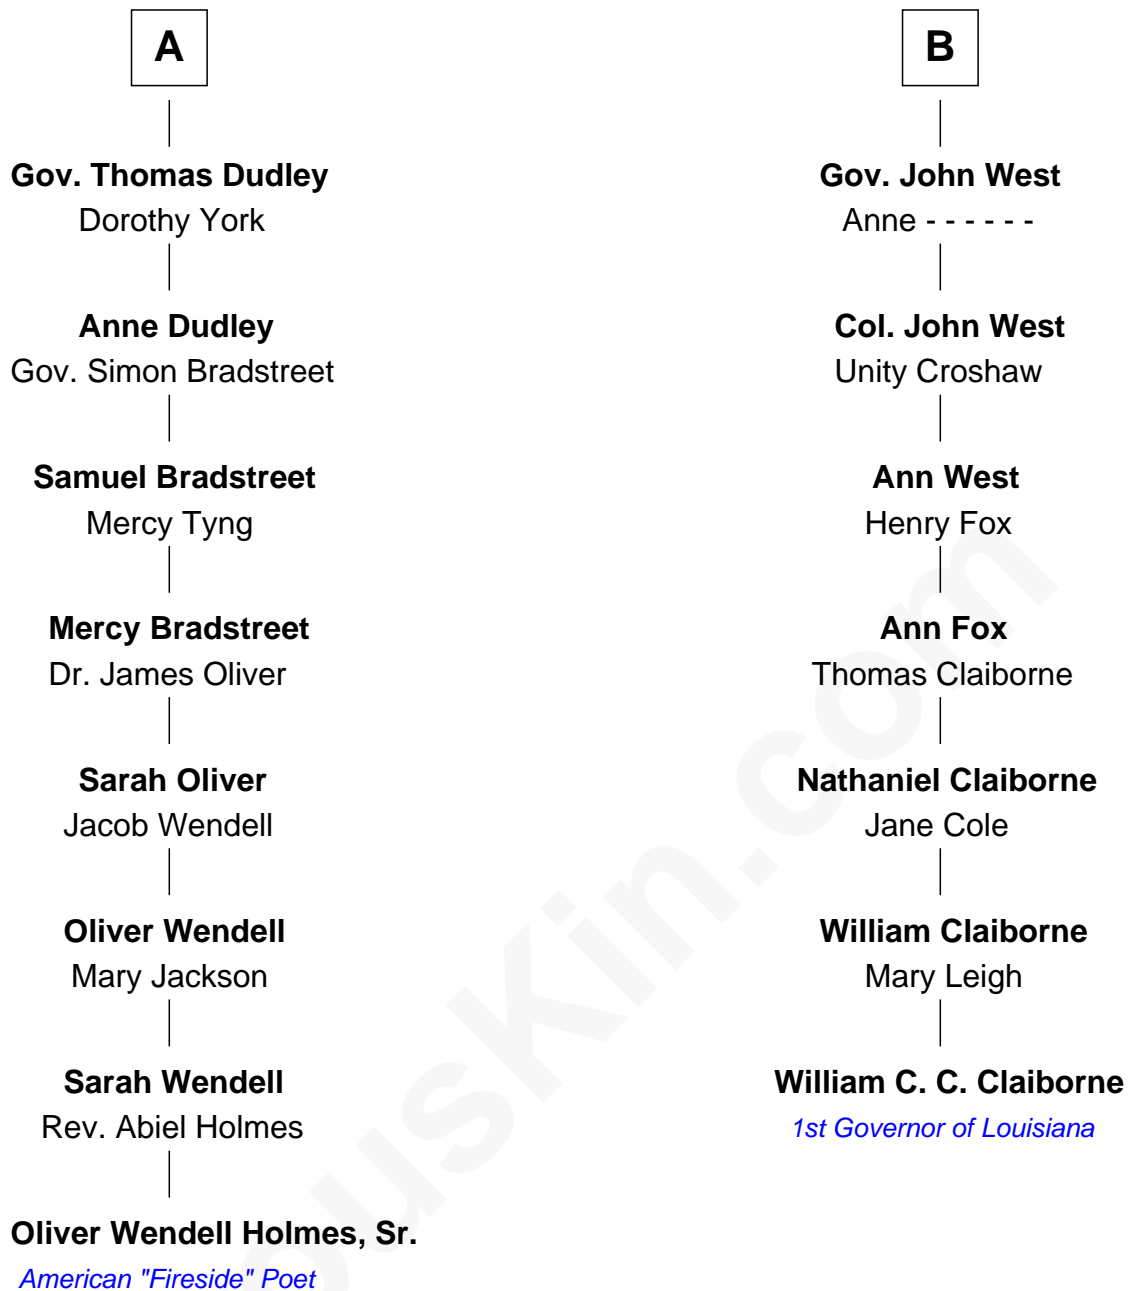 A
Gov. Thomas Dudley
Dorothy York
Anne Dudley
Gov. Simon Bradstreet
Samuel Bradstreet
Mercy Tyng
Mercy Bradstreet
Dr. James Oliver
Sarah Oliver
Jacob Wendell
Oliver Wendell
Mary Jackson
Sarah Wendell
Rev. Abiel Holmes
Oliver Wendell Holmes, Sr.
American "Fireside" Poet
B
Gov. John West
Anne - - - - - -
Col. John West
Unity Croshaw
Ann West
Henry Fox
Ann Fox
Thomas Claiborne
Nathaniel Claiborne
Jane Cole
William Claiborne
Mary Leigh
William C. C. Claiborne
1st Governor of Louisiana
ousKin.com